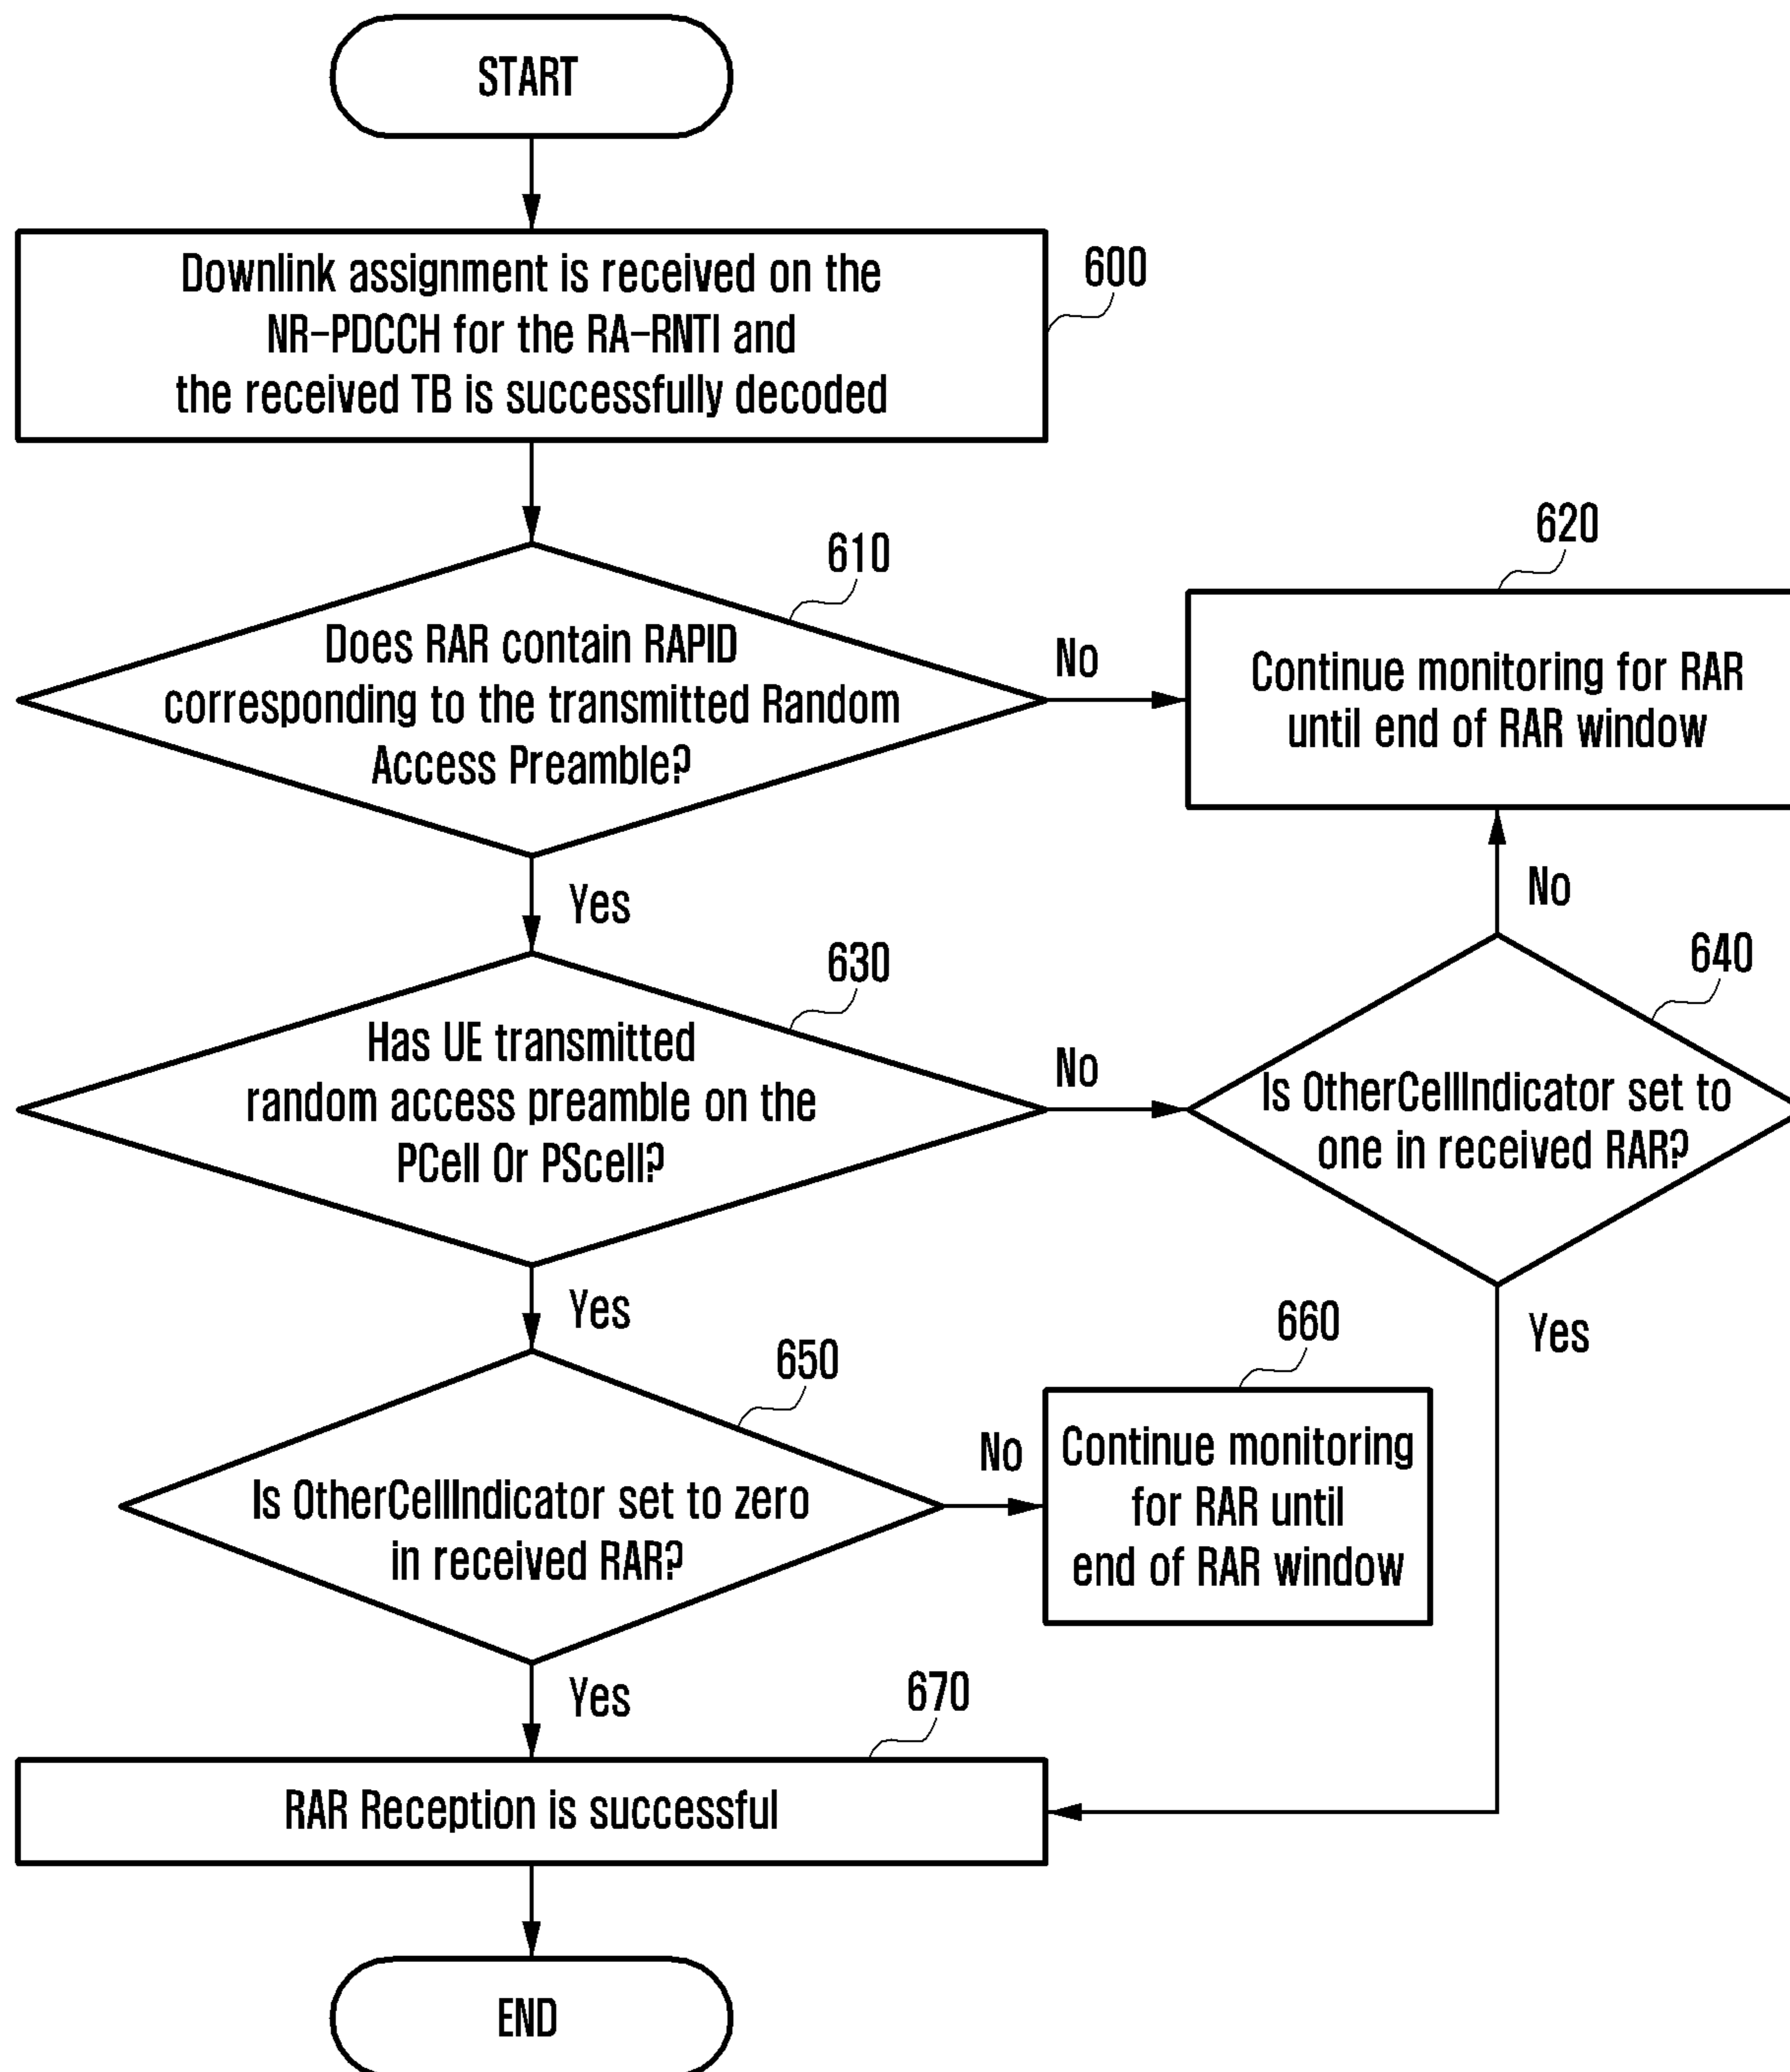 START
Downlink assignment is received on the
NR-PDCCH for the RA-RNTI and
the received TB is successfully decoded
600
610
Does RAR contain RAPID
corresponding to the transmitted Random
Access Preamble?
No
620
Continue monitoring for RAR
until end of RAR window
Yes
630
Has UE transmitted
random access preamble on the
PCell Or PScell?
No
No
640
Is OtherCellIndicator set to
one in received RAR?
Yes
Yes
650
Is OtherCellIndicator set to zero
in received RAR?
No
660
Continue monitoring
for RAR until
end of RAR window
Yes
670
RAR Reception is successful
END